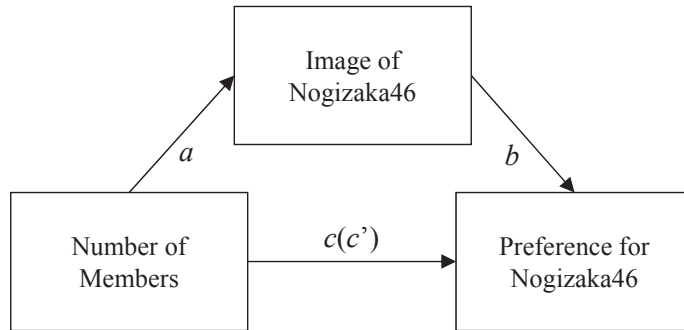 Image of
Nogizaka46
a
b
Number of
Members
c(c’)
Preference for
Nogizaka46